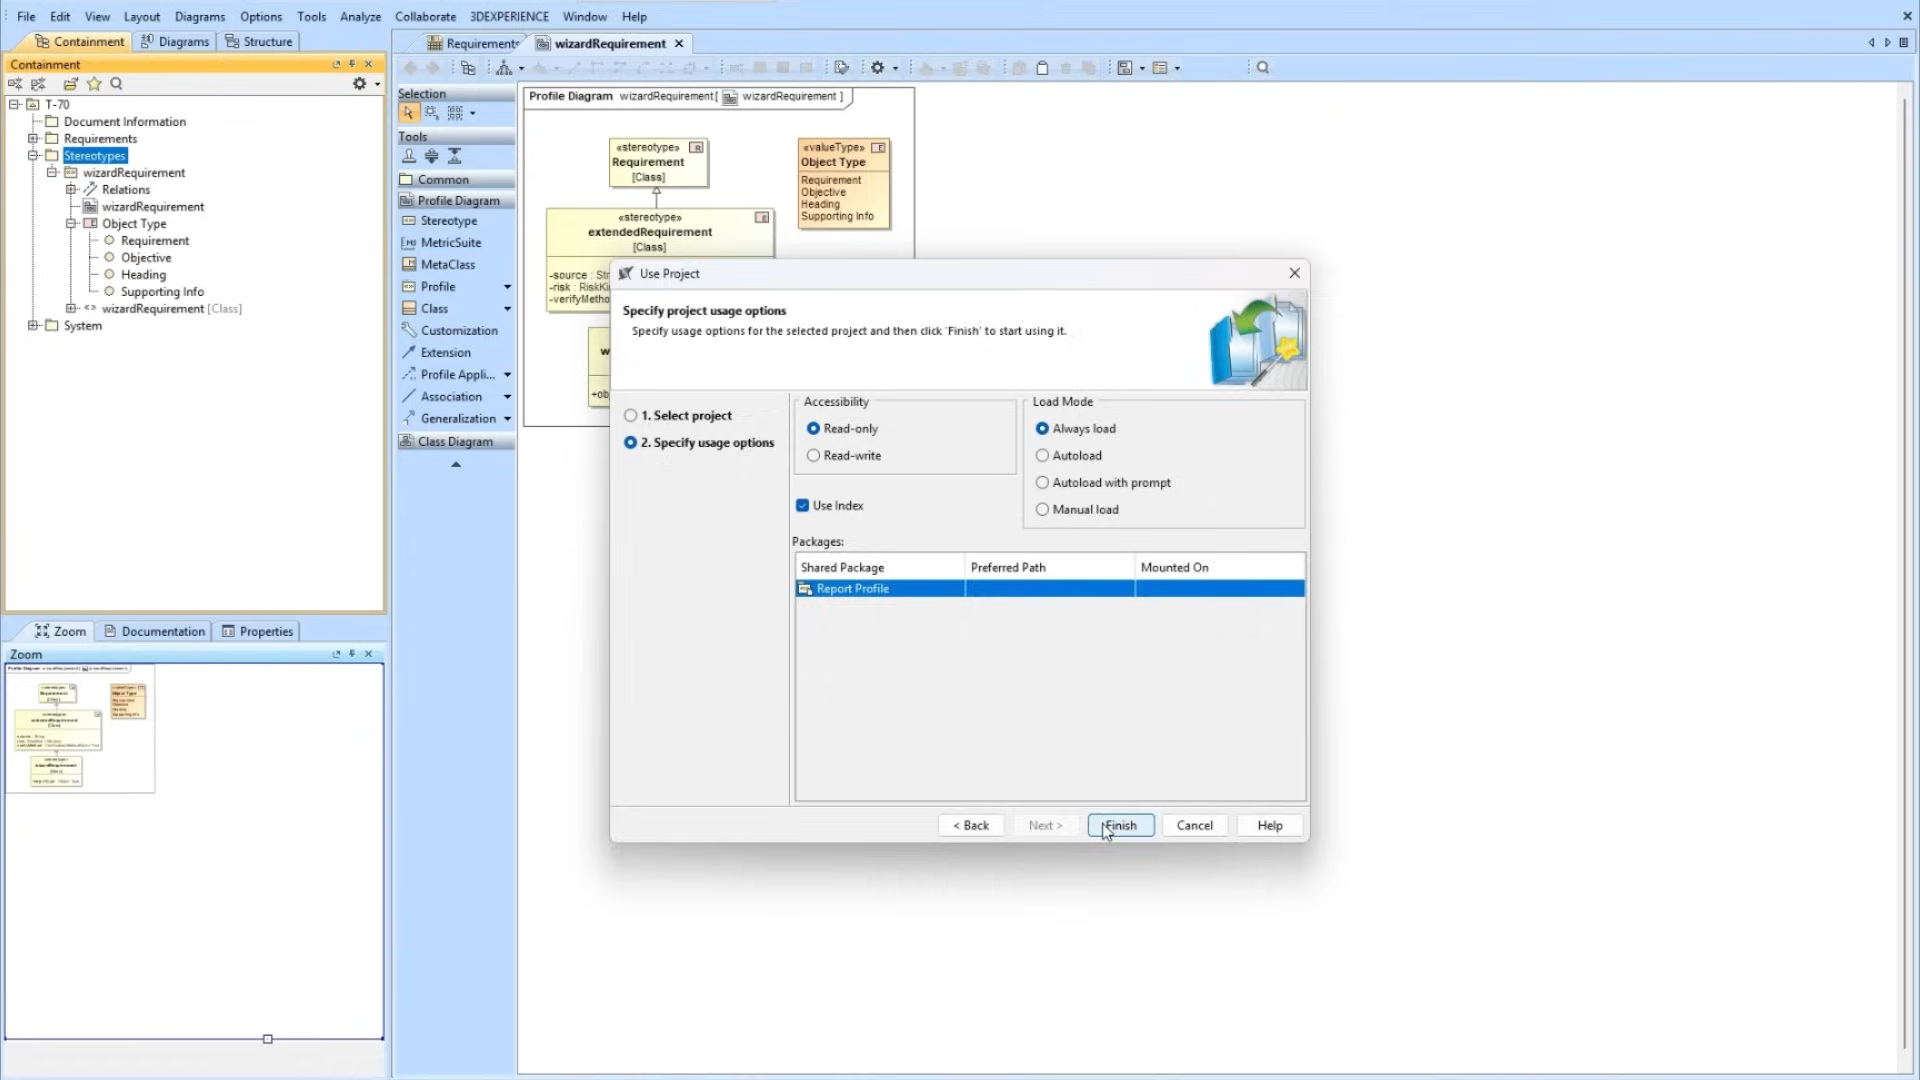 File Edit View Layout Diagrams Options Tools Analyze Collaborate 3DEXPERIENCE Window Help
Containment Diagrams Structure
Containment
T-70
Document Information
Requirements
Stereotypes
wizardRequirement
Relations
wizardRequirement
Object Type
Requirement
Objective
Heading
Supporting Info
wizardRequirement [Class]
System
Zoom Documentation Properties
Zoom
Requirements wizardRequirement
Selection
Tools
Common
Profile Diagram
Stereotype
MetricSuite
MetaClass
Profile
Class
Customization
Extension
Profile Appli...
Association
Generalization
Class Diagram
Profile Diagram wizardRequirement[ wizardRequirement ]
«stereotype»
Requirement
[Class]
«valueType»
Object Type
Requirement
Objective
Heading
Supporting Info
«stereotype»
extendedRequirement
[Class]
-source : Str
-risk : RiskKi
-verifyMetho
w
+obj
Use Project
Specify project usage options
Specify usage options for the selected project and then click 'Finish' to start using it.
1. Select project
2. Specify usage options
Accessibility
Read-only
Read-write
Use Index
Load Mode
Always load
Autoload
Autoload with prompt
Manual load
Packages:
Shared Package Preferred Path Mounted On
Report Profile
< Back Next > Finish Cancel Help